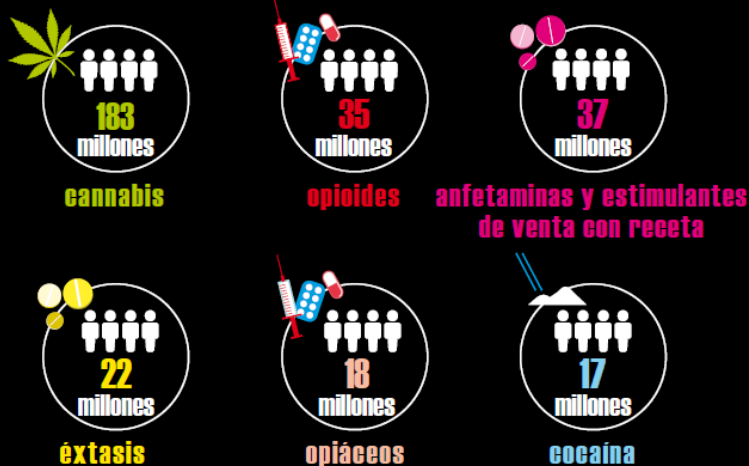 183
millones
cannabis
35
millones
opioides
37
millones
anfetaminas y estimulantes
de venta con receta
22
millones
éxtasis
18
millones
opiáceos
17
millones
cocaína